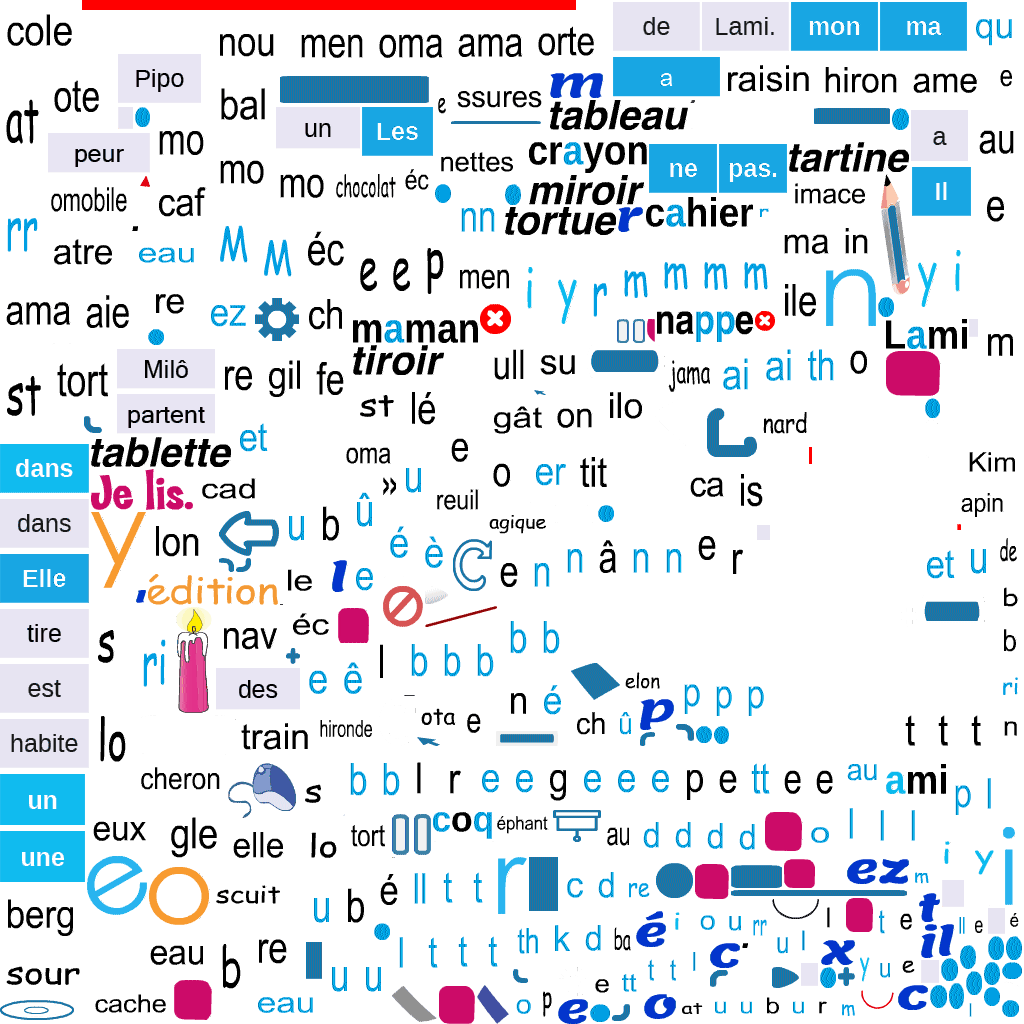 cole
nou men oma ama orte
de Lami. mon ma qu
ote Pipo
bal
e ssures
m
tableau
a raisin hiron ame e
at
peur mo
un Les
nettes
crayon
ne pas. tartine
a au
omobile caf
mo mo chocolat éc
miroir
imace
Il e
rr atre eau
M M éc
nn tortue r cahier r
ma in
e e p men
i y r m m m m
n y i
ama aie re
ez ch
maman
nappe
ile
Lami m
st tort Milô
re gil fe
tiroir
ull su
jama ai ai th o
partent
st lé
gât on ilo
nard
tablette et
oma e
o er tit
Kim
dans
Je lis. cad
» u reuil
ca is
apin
dans
y lon
u b û
agique
é è e n n â n n e r
et u de
Elle
édition le l e
b
tire
s ri nav éc
l b b b b b
b
est
des e ê
n é elon
p p p p
ri
habite
lo train hironde
ota e
ch û
t t t n
cheron
s b b l r e e g e e e p e tt e e au ami p l
un
eux gle elle lo tort
coq éphant
au d d d d o l l l
i y i
une
e o scuit
u b é ll t t r c d re
ez m
berg
eau b re
l t t t th k d ba é i o u rr
l t e t
ll e é
sour
u u
e tt t t l c u l x y u e il
cache eau
o p e o at u u b u r m c l